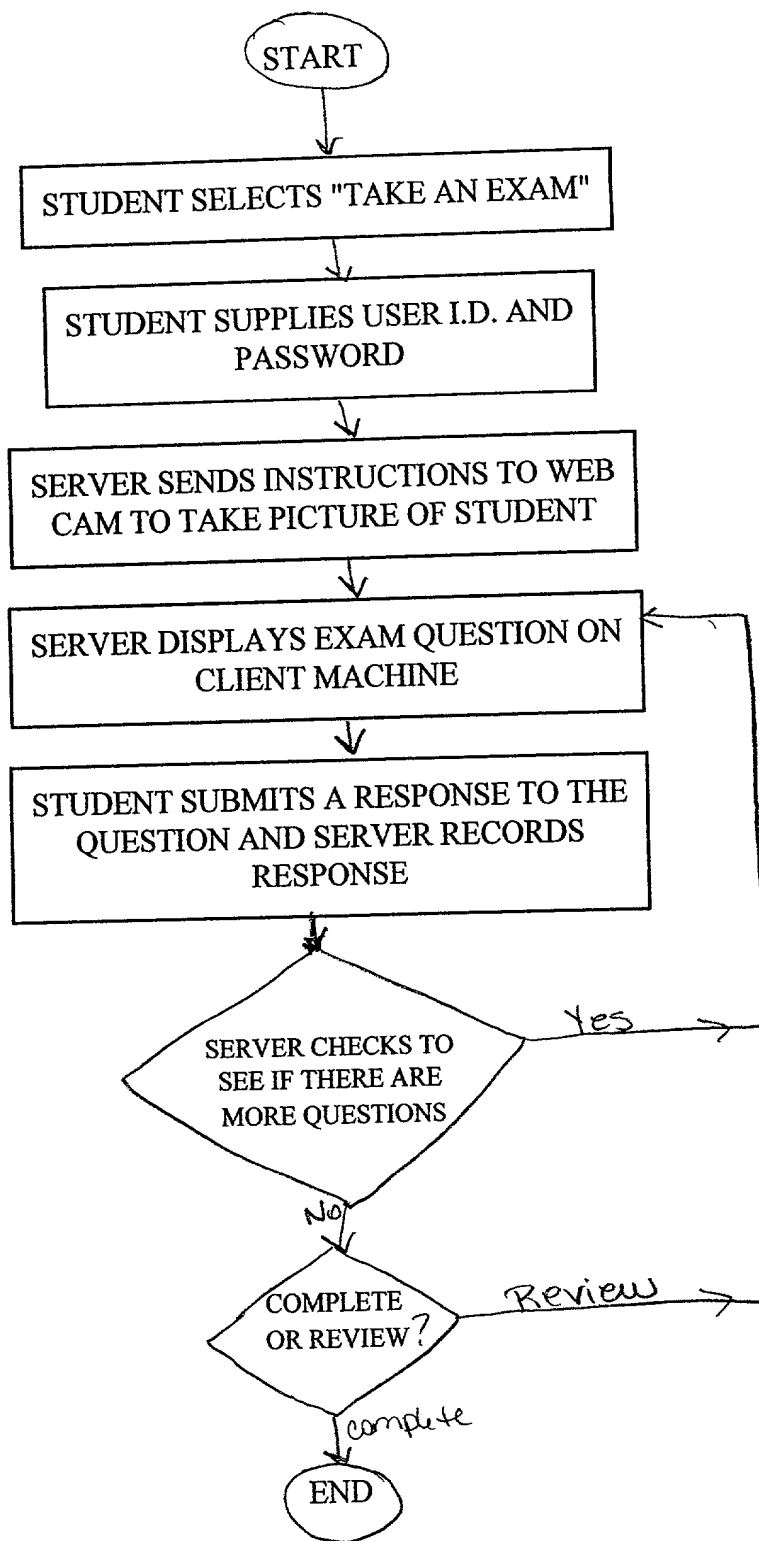 START
STUDENT SELECTS "TAKE AN EXAM"
STUDENT SUPPLIES USER I.D. AND
PASSWORD
SERVER SENDS INSTRUCTIONS TO WEB
CAM TO TAKE PICTURE OF STUDENT
SERVER DISPLAYS EXAM QUESTION ON
CLIENT MACHINE
STUDENT SUBMITS A RESPONSE TO THE
QUESTION AND SERVER RECORDS
RESPONSE
Yes
SERVER CHECKS TO
SEE IF THERE ARE
MORE QUESTIONS
No
COMPLETE
OR REVIEW?
Review
complete
END